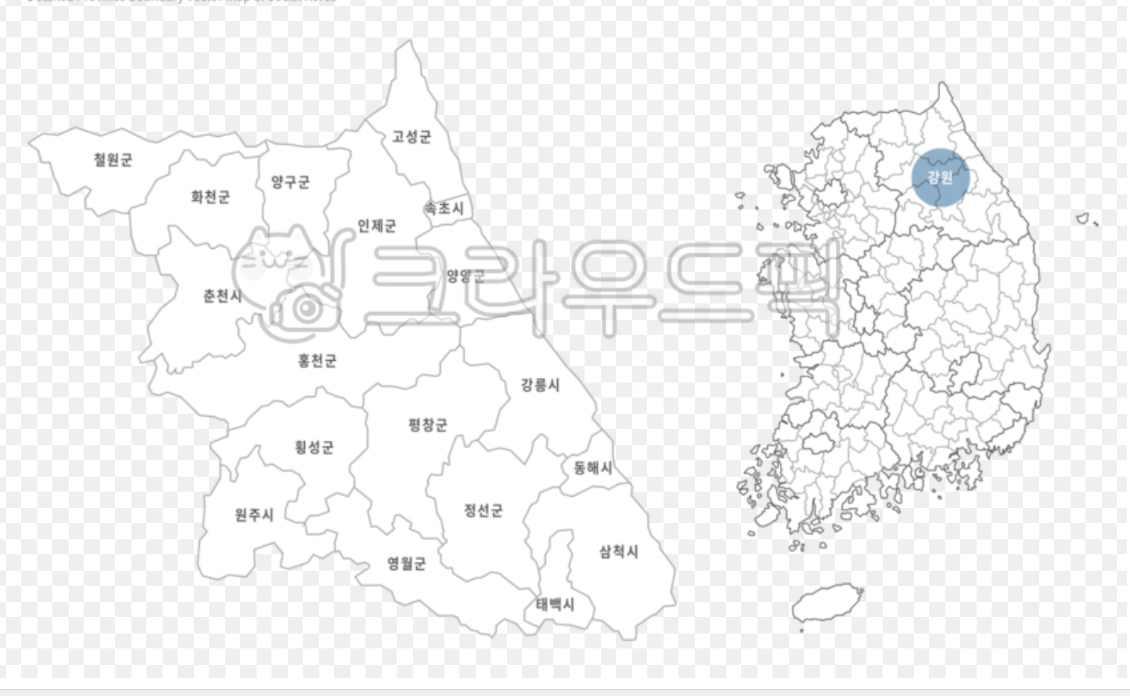 고성군
철원군
양구군
화천군
속초시
인제군
양양군
춘천시
홍천군
강릉시
평창군
횡성군
동해시
정선군
원주시
삼척시
영월군
태백시
강원
크라우드픽